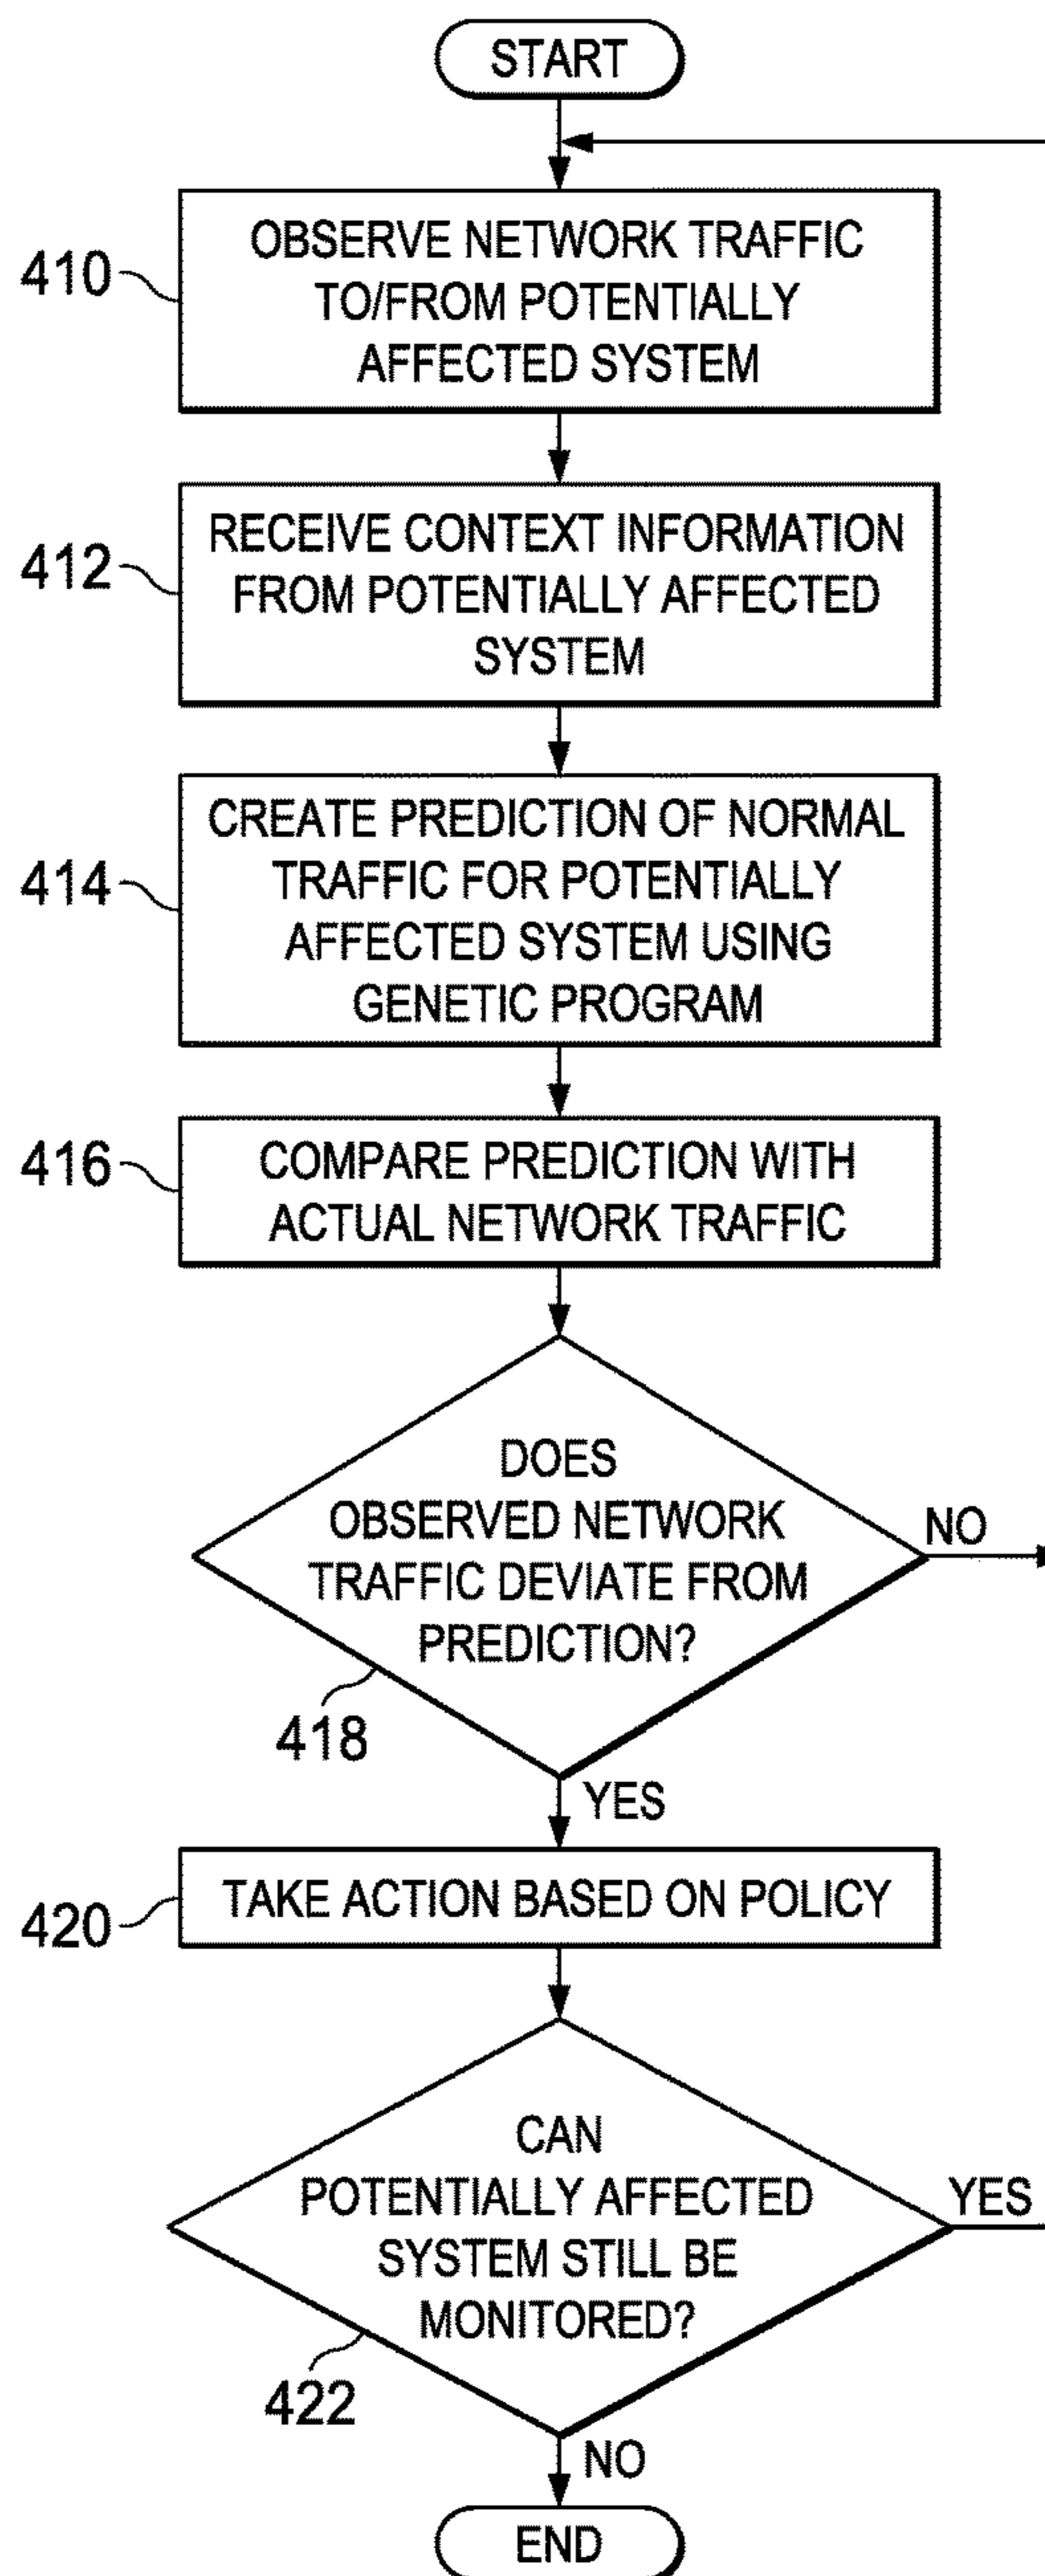 START
410
OBSERVE NETWORK TRAFFIC
TO/FROM POTENTIALLY
AFFECTED SYSTEM
412
RECEIVE CONTEXT INFORMATION
FROM POTENTIALLY AFFECTED
SYSTEM
414
CREATE PREDICTION OF NORMAL
TRAFFIC FOR POTENTIALLY
AFFECTED SYSTEM USING
GENETIC PROGRAM
416
COMPARE PREDICTION WITH
ACTUAL NETWORK TRAFFIC
DOES
OBSERVED NETWORK
TRAFFIC DEVIATE FROM
PREDICTION?
NO
418
YES
420
TAKE ACTION BASED ON POLICY
CAN
POTENTIALLY AFFECTED
SYSTEM STILL BE
MONITORED?
YES
422
NO
END